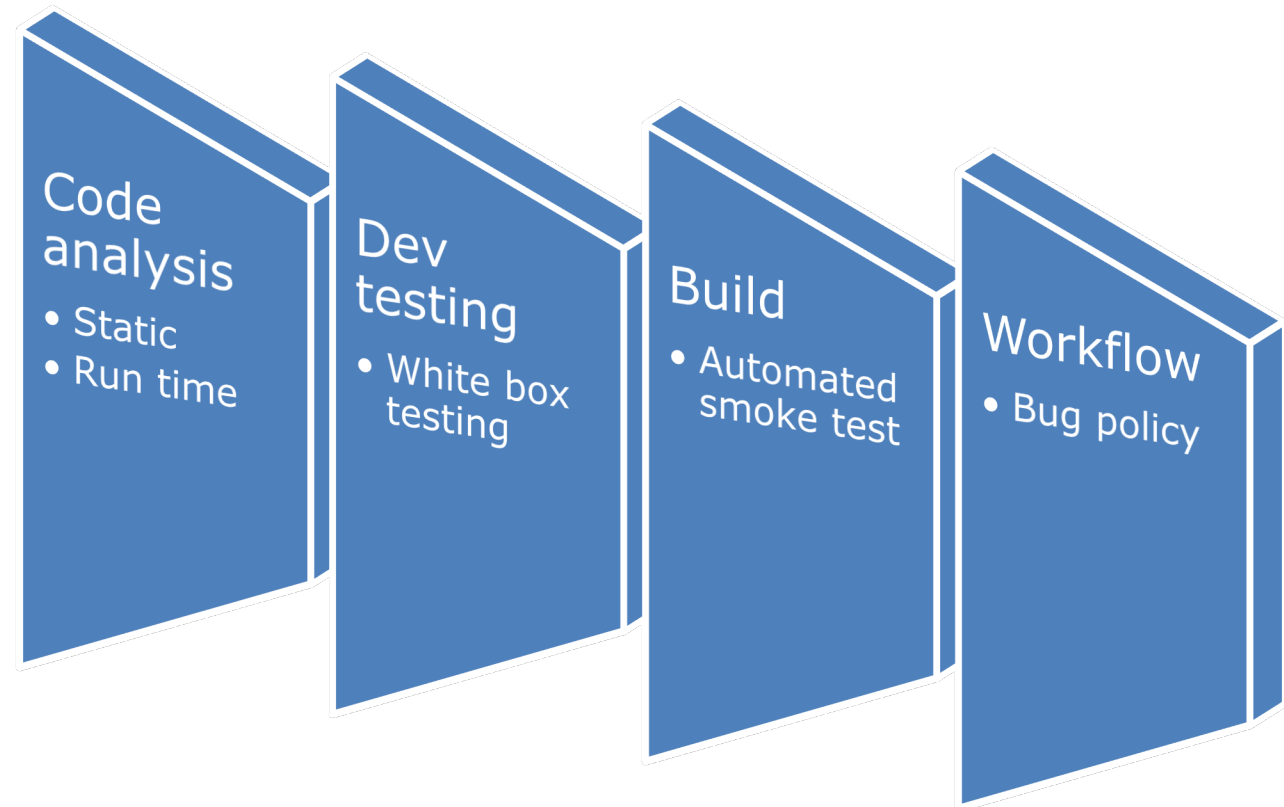 Code
analysis
• Static
• Run time
Dev
testing
• White box
testing
Build
• Automated
smoke test
Workflow
• Bug policy